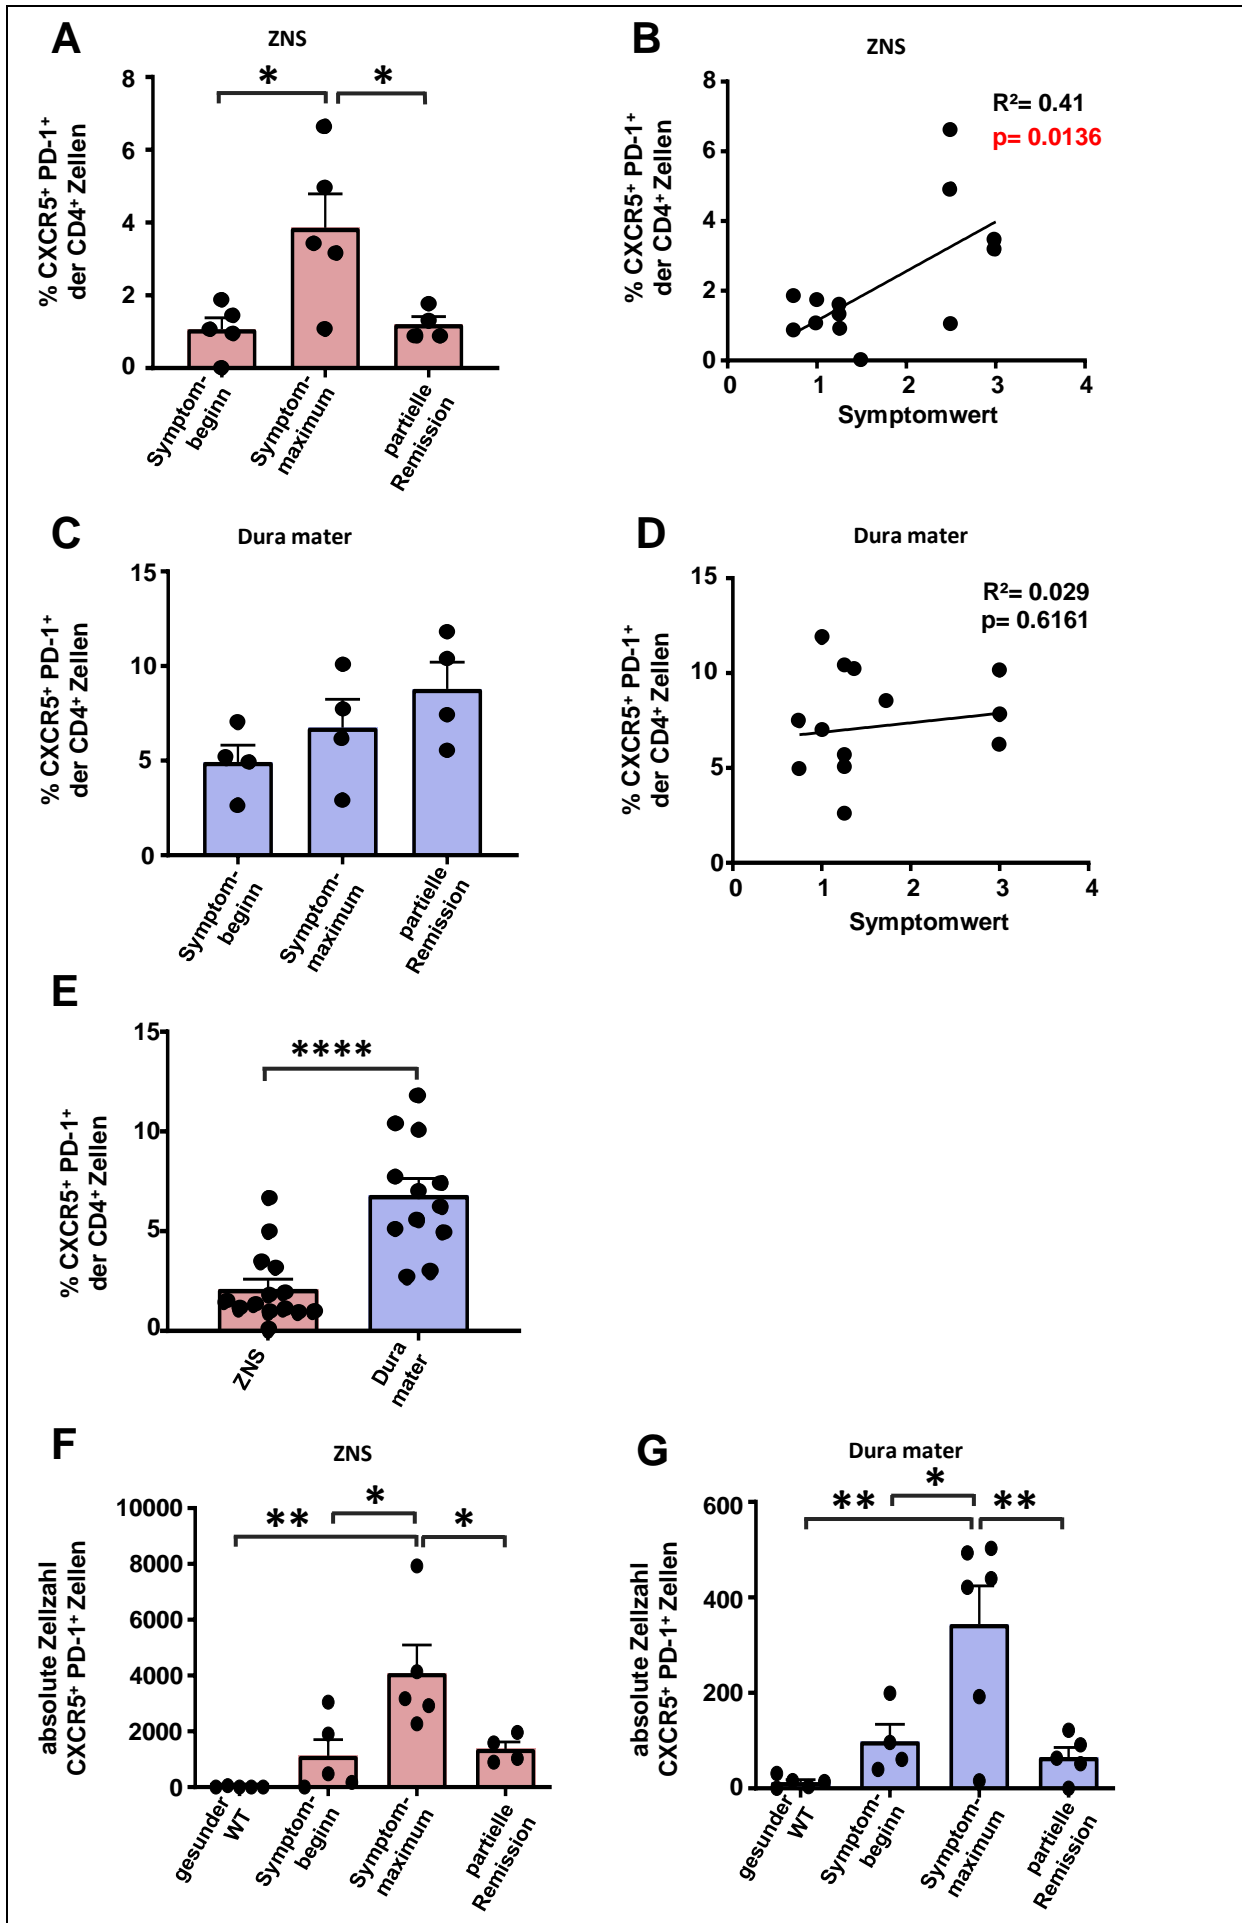 A
ZNS
% CXCR5⁺ PD-1⁺
der CD4⁺ Zellen
8
6
4
2
0
*
*
Symptom-
beginn
Symptom-
maximum
partielle
Remission
B
ZNS
% CXCR5⁺ PD-1⁺
der CD4⁺ Zellen
8
6
4
2
0
R²= 0.41
p= 0.0136
0
1
2
3
4
Symptomwert
C
Dura mater
% CXCR5⁺ PD-1⁺
der CD4⁺ Zellen
15
10
5
0
Symptom-
beginn
Symptom-
maximum
partielle
Remission
D
Dura mater
% CXCR5⁺ PD-1⁺
der CD4⁺ Zellen
15
10
5
0
R²= 0.029
p= 0.6161
0
1
2
3
4
Symptomwert
E
% CXCR5⁺ PD-1⁺
der CD4⁺ Zellen
15
10
5
0
****
ZNS
Dura
mater
F
ZNS
absolute Zellzahl
CXCR5⁺ PD-1⁺ Zellen
10000
8000
6000
4000
2000
0
**
*
*
gesunder
WT
Symptom-
beginn
Symptom-
maximum
partielle
Remission
G
Dura mater
absolute Zellzahl
CXCR5⁺ PD-1⁺ Zellen
600
400
200
0
**
*
**
gesunder
WT
Symptom-
beginn
Symptom-
maximum
partielle
Remission